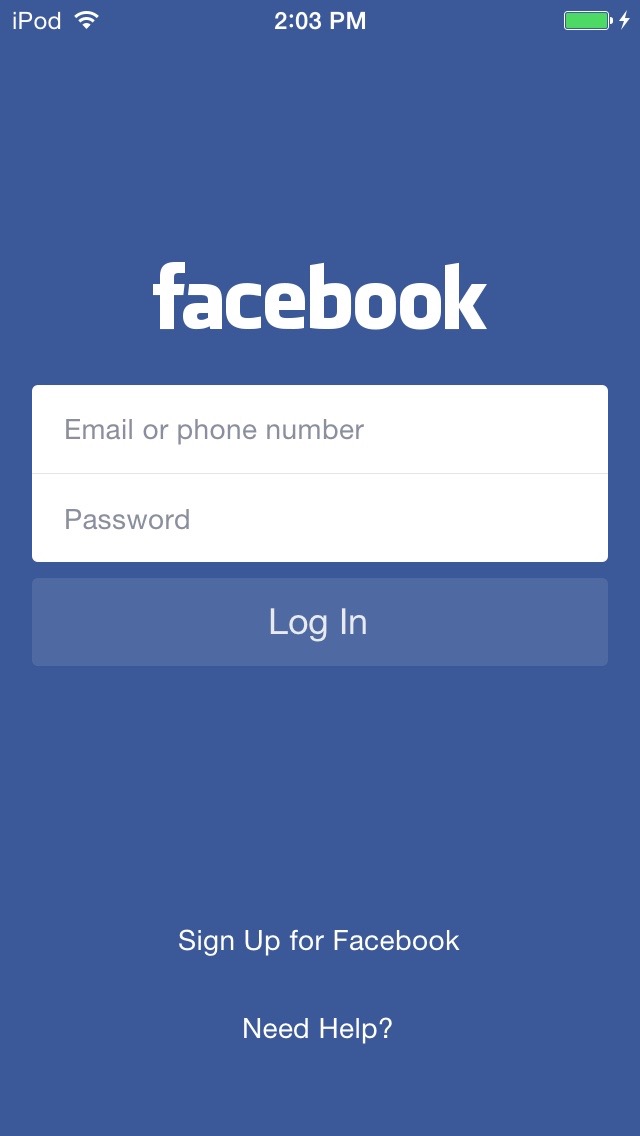 iPod 2:03 PM
facebook
Email or phone number
Password
Log In
Sign Up for Facebook
Need Help?